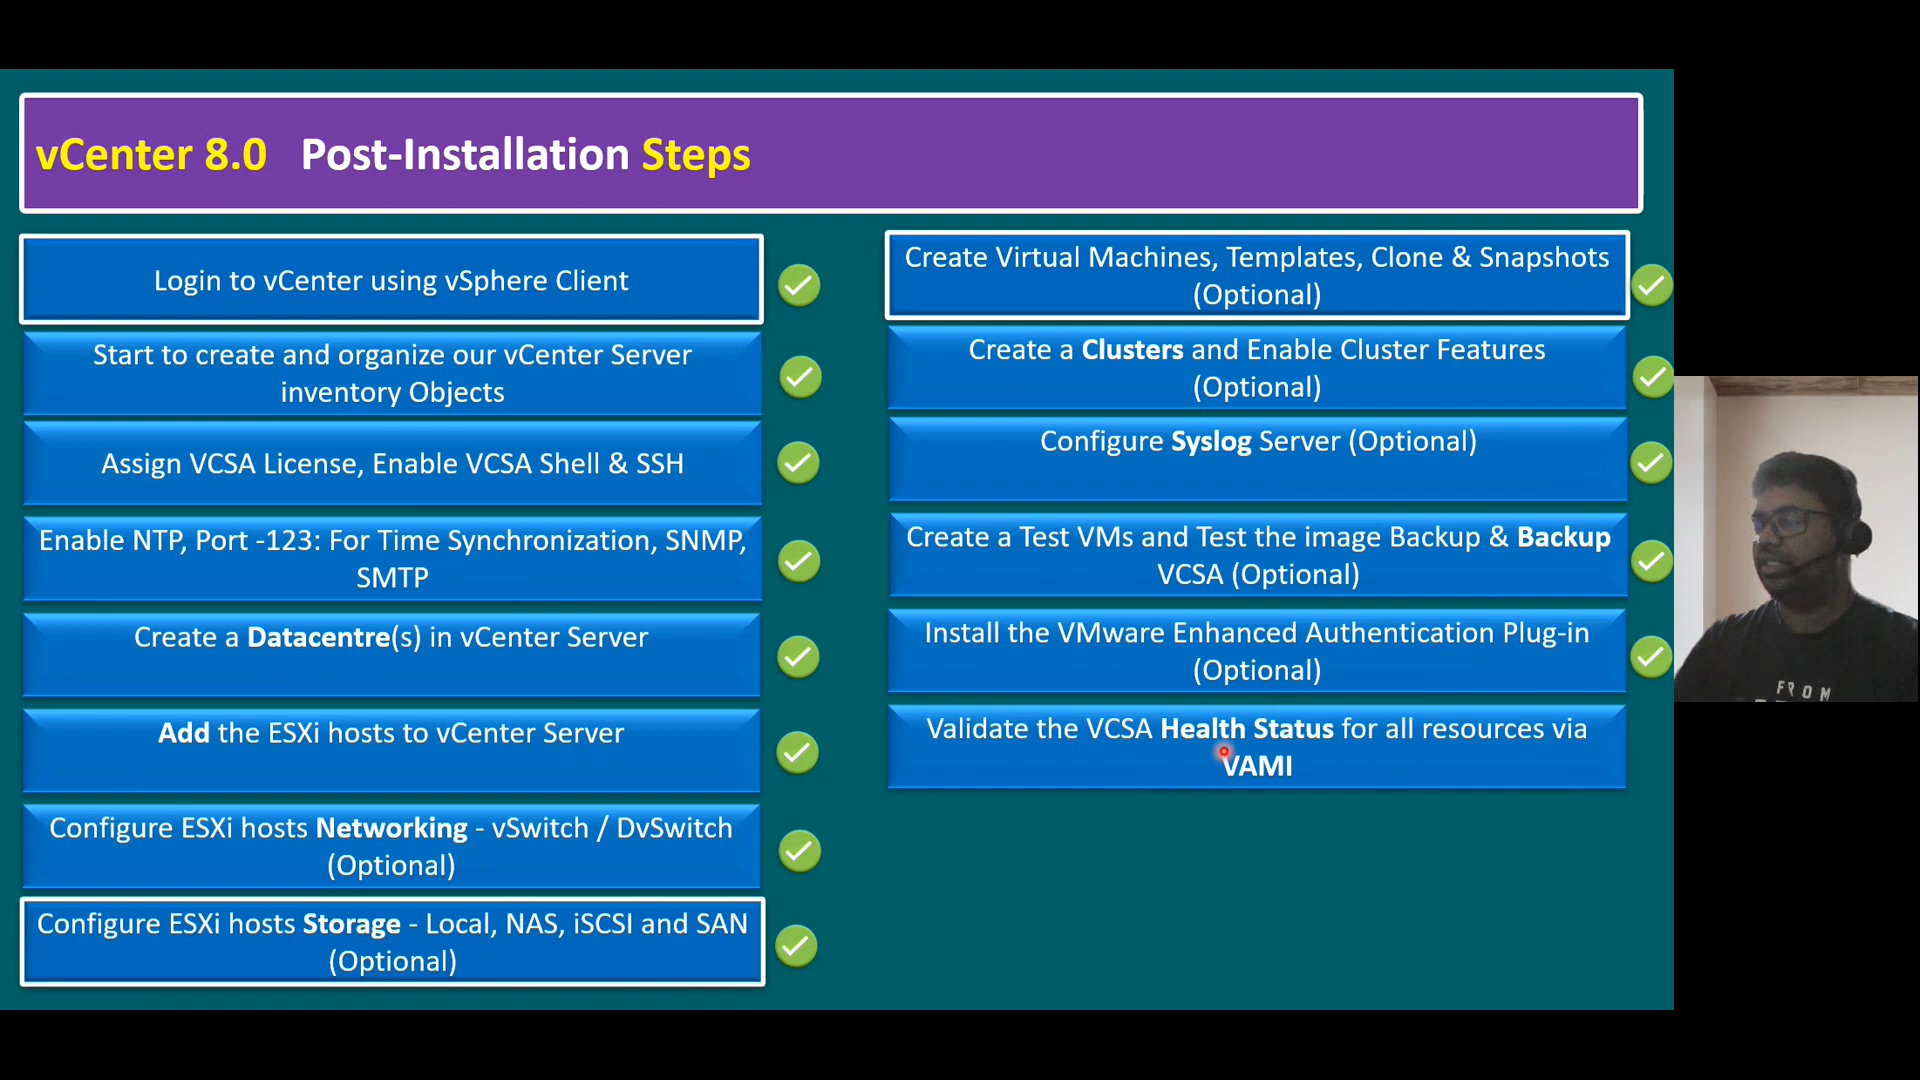 vCenter 8.0 Post-Installation Steps
Login to vCenter using vSphere Client
Start to create and organize our vCenter Server
inventory Objects
Assign VCSA License, Enable VCSA Shell & SSH
Enable NTP, Port -123: For Time Synchronization, SNMP,
SMTP
Create a Datacentre(s) in vCenter Server
Add the ESXi hosts to vCenter Server
Configure ESXi hosts Networking - vSwitch / DvSwitch
(Optional)
Configure ESXi hosts Storage - Local, NAS, iSCSI and SAN
(Optional)
Create Virtual Machines, Templates, Clone & Snapshots
(Optional)
Create a Clusters and Enable Cluster Features
(Optional)
Configure Syslog Server (Optional)
Create a Test VMs and Test the image Backup & Backup
VCSA (Optional)
Install the VMware Enhanced Authentication Plug-in
(Optional)
Validate the VCSA Health Status for all resources via
VAMI
FROM